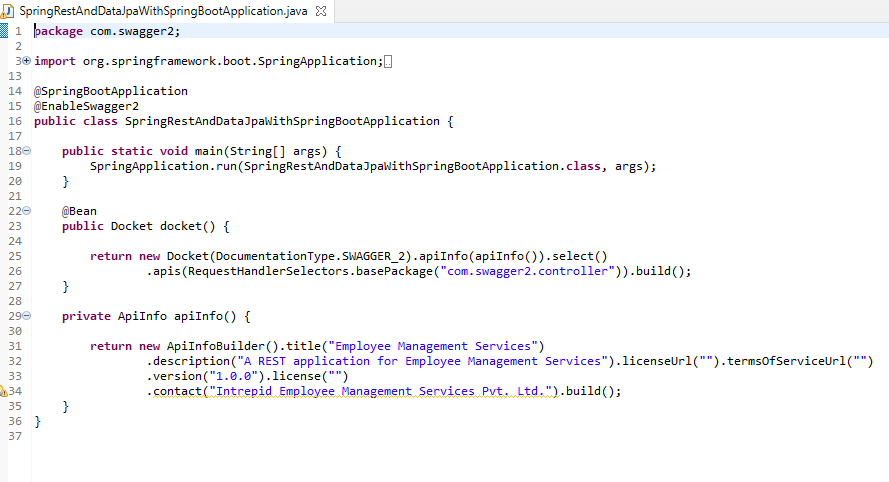 SpringRestAndDataJpaWithSpringBootApplication.java
1 package com.swagger2;
2
3 import org.springframework.boot.SpringApplication;
13
14 @SpringBootApplication
15 @EnableSwagger2
16 public class SpringRestAndDataJpaWithSpringBootApplication {
17
18     public static void main(String[] args) {
19         SpringApplication.run(SpringRestAndDataJpaWithSpringBootApplication.class, args);
20     }
21
22     @Bean
23     public Docket docket() {
24
25         return new Docket(DocumentationType.SWAGGER_2).apiInfo(apiInfo()).select()
26                 .apis(RequestHandlerSelectors.basePackage("com.swagger2.controller")).build();
27     }
28
29     private ApiInfo apiInfo() {
30
31         return new ApiInfoBuilder().title("Employee Management Services")
32                 .description("A REST application for Employee Management Services").licenseUrl("").termsOfServiceUrl("")
33                 .version("1.0.0").license("")
34                 .contact("Intrepid Employee Management Services Pvt. Ltd.").build();
35     }
36 }
37